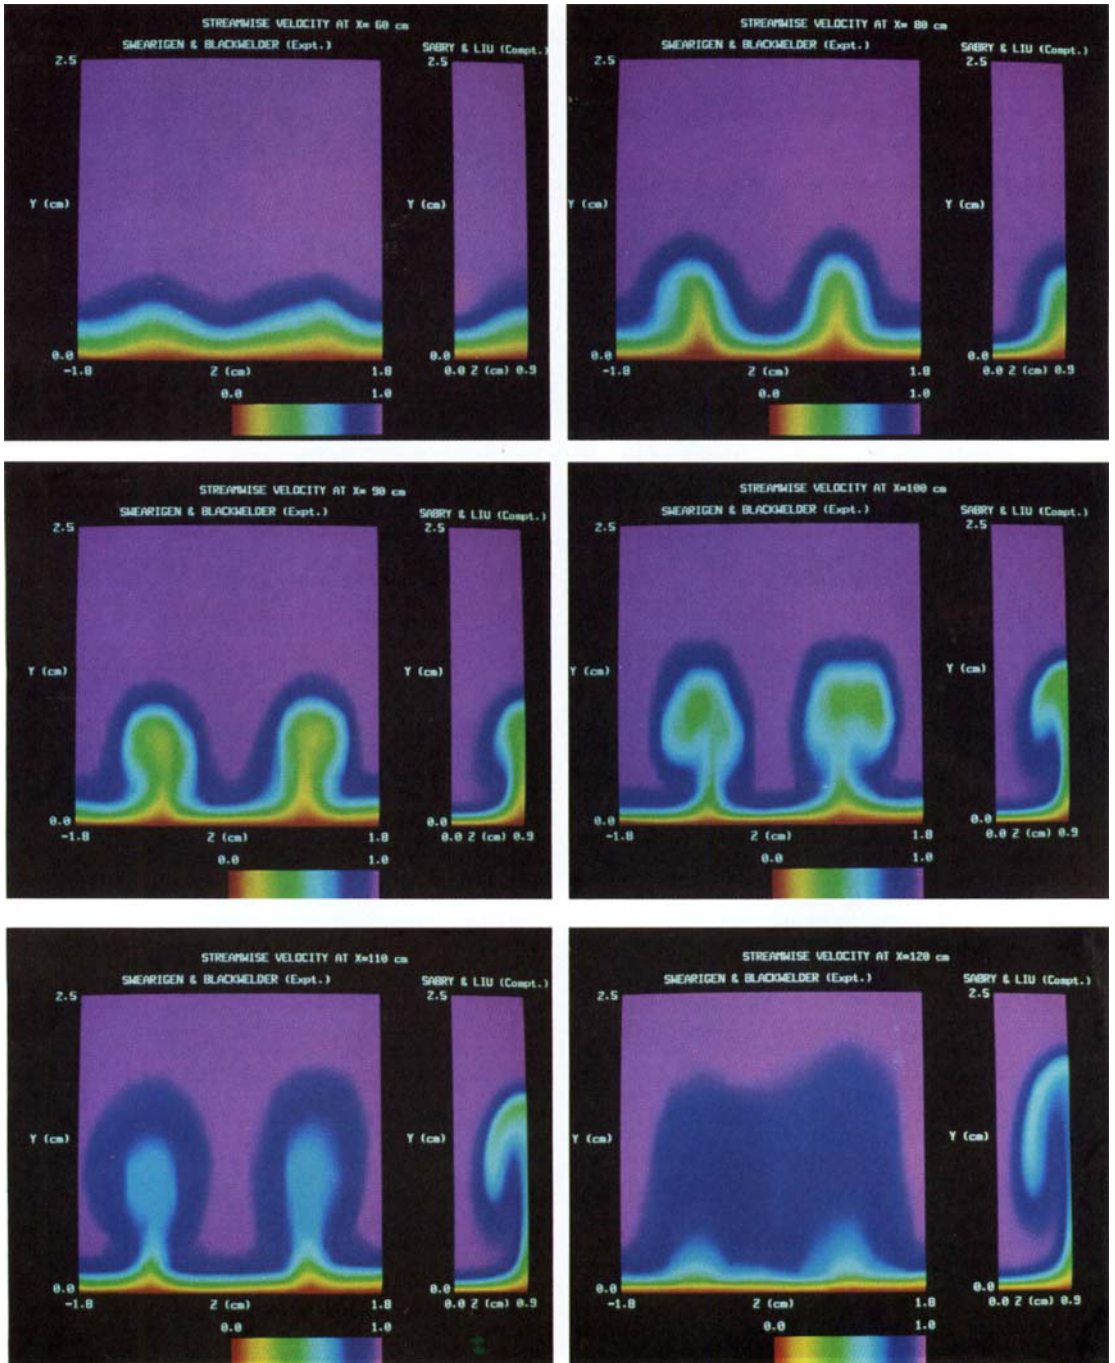 STREAMWISE VELOCITY AT X= 60 cm
SWEARIGEN & BLACKWELDER (Expt.)
SABRY & LIU (Compt.)
2.5
2.5
Y (cm)
Y (cm)
0.0
0.0
-1.8 Z (cm) 1.8
0.0 Z (cm) 0.9
0.0 1.0
STREAMWISE VELOCITY AT X= 80 cm
SWEARIGEN & BLACKWELDER (Expt.)
SABRY & LIU (Compt.)
2.5
2.5
Y (cm)
Y (cm)
0.0
0.0
-1.8 Z (cm) 1.8
0.0 Z (cm) 0.9
0.0 1.0
STREAMWISE VELOCITY AT X= 90 cm
SWEARIGEN & BLACKWELDER (Expt.)
SABRY & LIU (Compt.)
2.5
2.5
Y (cm)
Y (cm)
0.0
0.0
-1.8 Z (cm) 1.8
0.0 Z (cm) 0.9
0.0 1.0
STREAMWISE VELOCITY AT X=100 cm
SWEARIGEN & BLACKWELDER (Expt.)
SABRY & LIU (Compt.)
2.5
2.5
Y (cm)
Y (cm)
0.0
0.0
-1.8 Z (cm) 1.8
0.0 Z (cm) 0.9
0.0 1.0
STREAMWISE VELOCITY AT X=110 cm
SWEARIGEN & BLACKWELDER (Expt.)
SABRY & LIU (Compt.)
2.5
2.5
Y (cm)
Y (cm)
0.0
0.0
-1.8 Z (cm) 1.8
0.0 Z (cm) 0.9
0.0 1.0
STREAMWISE VELOCITY AT X=120 cm
SWEARIGEN & BLACKWELDER (Expt.)
SABRY & LIU (Compt.)
2.5
2.5
Y (cm)
Y (cm)
0.0
0.0
-1.8 Z (cm) 1.8
0.0 Z (cm) 0.9
0.0 1.0